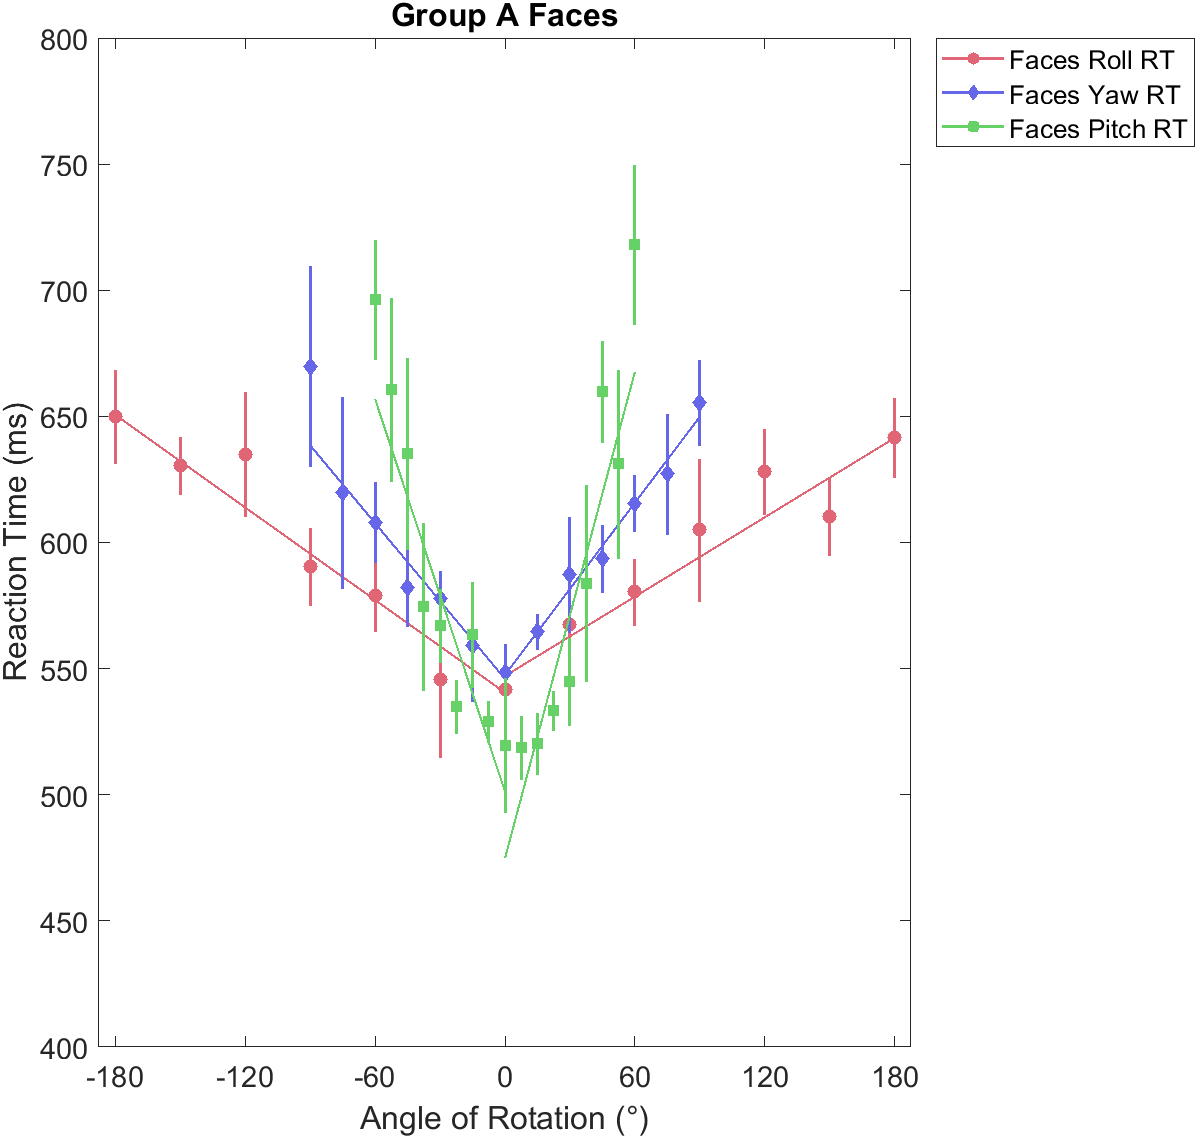 Group A Faces
800
750
700
650
600
550
500
450
400
-180
-120
-60
0
60
120
180
Reaction Time (ms)
Angle of Rotation (°)
Faces Roll RT
Faces Yaw RT
Faces Pitch RT